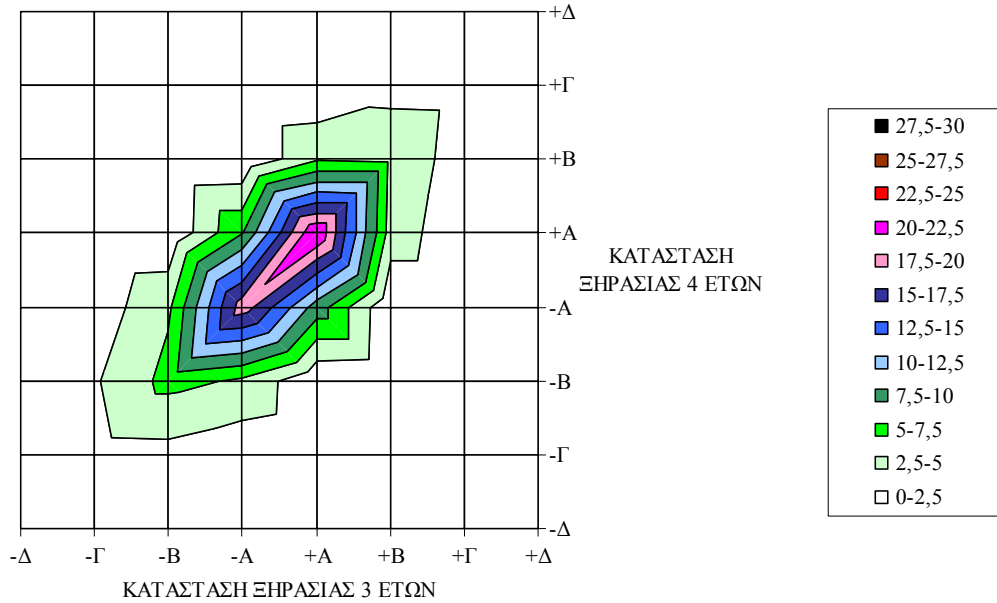 +Δ
+Γ
+Β
+Α
-Α
-Β
-Γ
-Δ
-Δ -Γ -Β -Α +Α +Β +Γ +Δ
ΚΑΤΑΣΤΑΣΗ ΞΗΡΑΣΙΑΣ 3 ΕΤΩΝ
ΚΑΤΑΣΤΑΣΗ
ΞΗΡΑΣΙΑΣ 4 ΕΤΩΝ
27,5-30
25-27,5
22,5-25
20-22,5
17,5-20
15-17,5
12,5-15
10-12,5
7,5-10
5-7,5
2,5-5
0-2,5